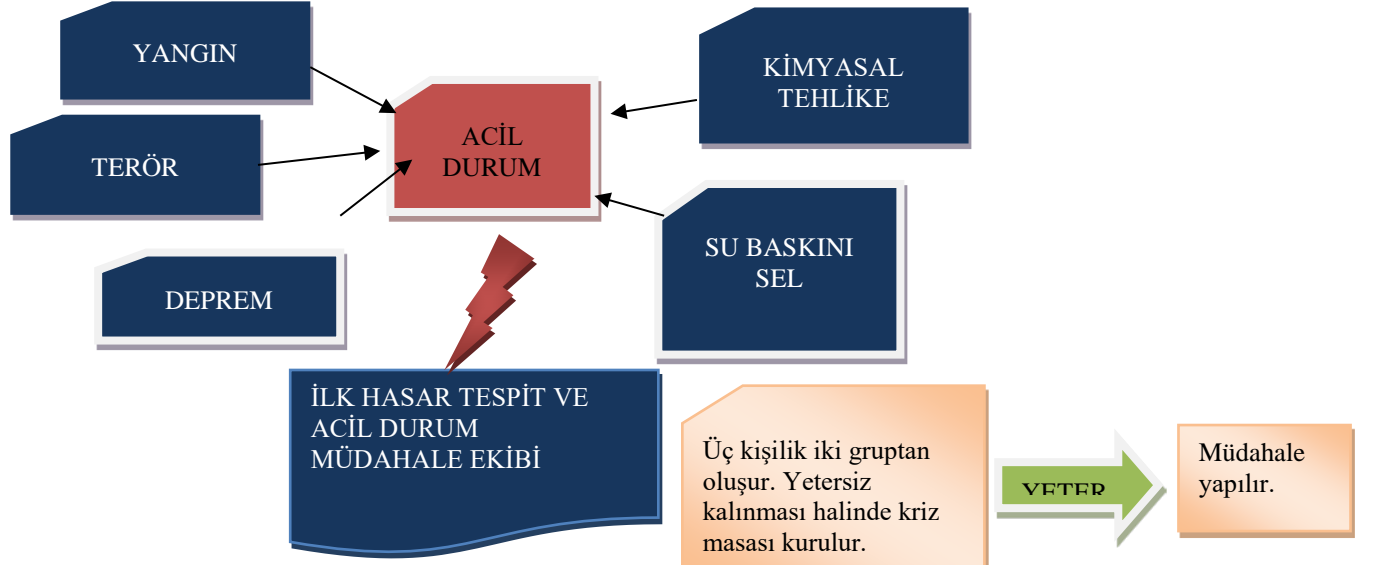 YANGIN
KİMYASAL
TEHLİKE
ACİL
DURUM
TERÖR
SU BASKINI
SEL
DEPREM
İLK HASAR TESPİT VE
ACİL DURUM
MÜDAHALE EKİBİ
Üç kişilik iki gruptan
oluşur. Yetersiz
kalınması halinde kriz
masası kurulur.
YETER
Müdahale
yapılır.